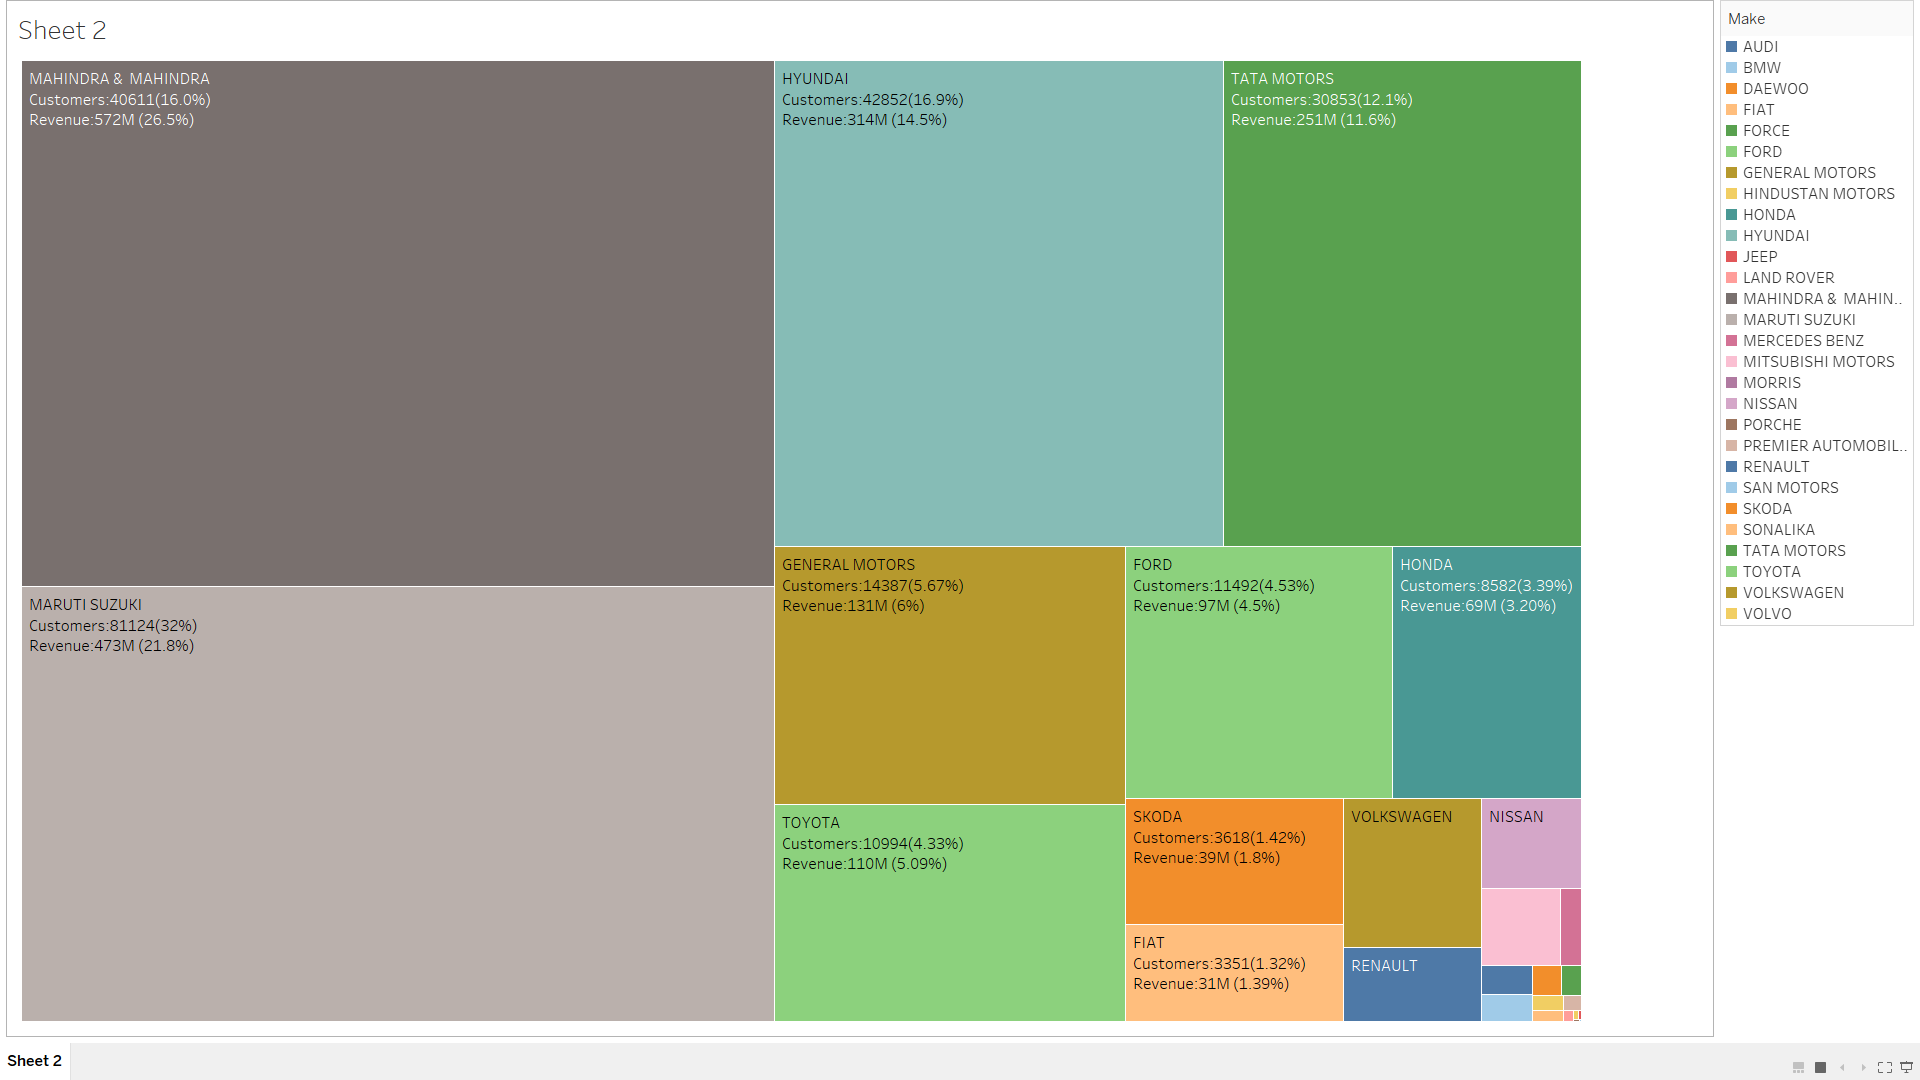 Sheet 2
MAHINDRA & MAHINDRA
Customers:40611(16.0%)
Revenue:572M (26.5%)
HYUNDAI
Customers:42852(16.9%)
Revenue:314M (14.5%)
TATA MOTORS
Customers:30853(12.1%)
Revenue:251M (11.6%)
MARUTI SUZUKI
Customers:81124(32%)
Revenue:473M (21.8%)
GENERAL MOTORS
Customers:14387(5.67%)
Revenue:131M (6%)
FORD
Customers:11492(4.53%)
Revenue:97M (4.5%)
HONDA
Customers:8582(3.39%)
Revenue:69M (3.20%)
TOYOTA
Customers:10994(4.33%)
Revenue:110M (5.09%)
SKODA
Customers:3618(1.42%)
Revenue:39M (1.8%)
VOLKSWAGEN
NISSAN
FIAT
Customers:3351(1.32%)
Revenue:31M (1.39%)
RENAULT
Make
AUDI
BMW
DAEWOO
FIAT
FORCE
FORD
GENERAL MOTORS
HINDUSTAN MOTORS
HONDA
HYUNDAI
JEEP
LAND ROVER
MAHINDRA & MAHIN..
MARUTI SUZUKI
MERCEDES BENZ
MITSUBISHI MOTORS
MORRIS
NISSAN
PORCHE
PREMIER AUTOMOBIL..
RENAULT
SAN MOTORS
SKODA
SONALIKA
TATA MOTORS
TOYOTA
VOLKSWAGEN
VOLVO
Sheet 2